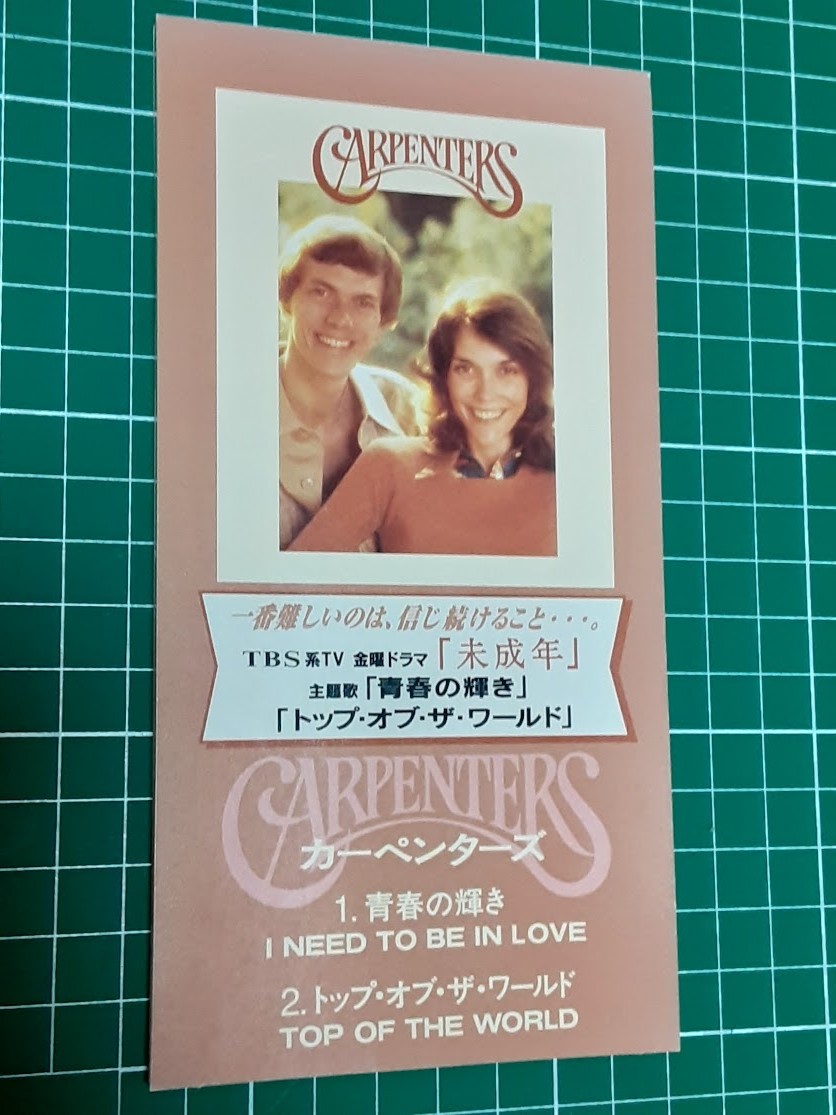 CARPENTERS
一番難しいのは、信じ続けること・・・。
TBS系TV 金曜ドラマ「未成年」
主題歌「青春の輝き」
「トップ・オブ・ザ・ワールド」
CARPENTERS
カーペンターズ
1. 青春の輝き
I NEED TO BE IN LOVE
2. トップ・オブ・ザ・ワールド
TOP OF THE WORLD